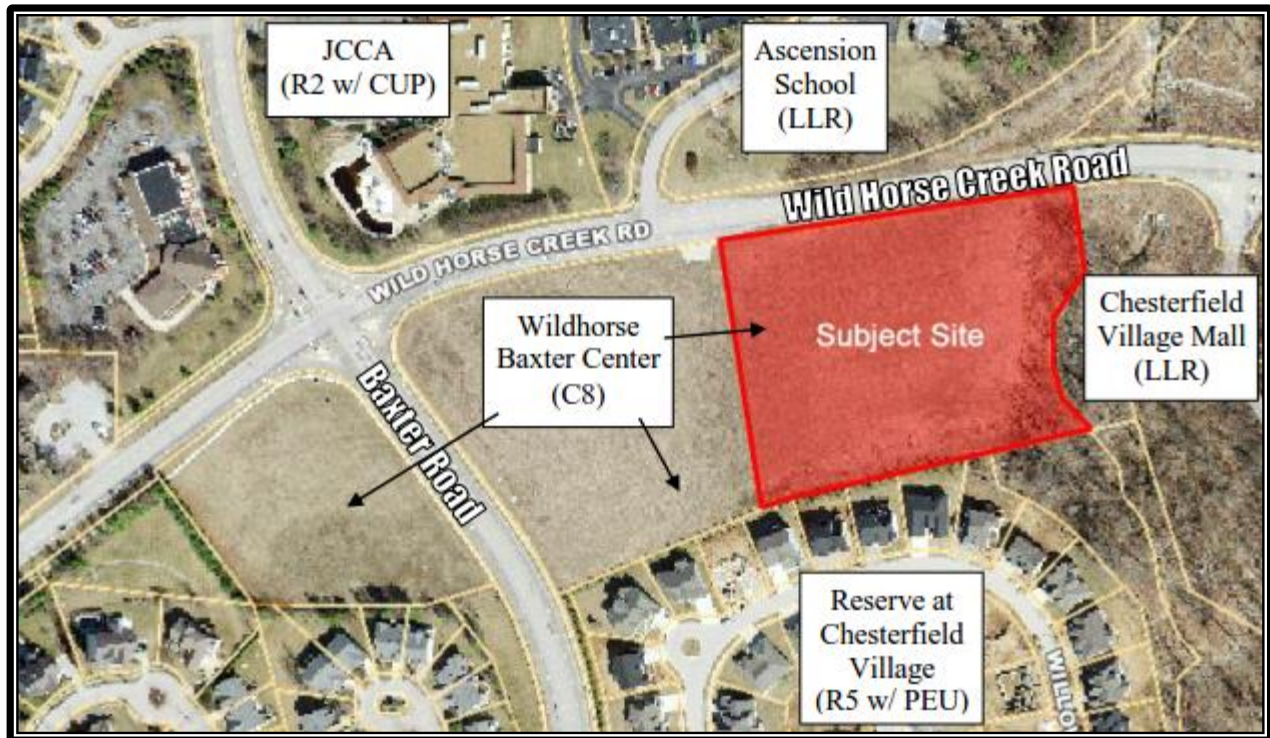 JCCA
(R2 w/ CUP)
Ascension
School
(LLR)
Wild Horse Creek Road
WILD HORSE CREEK RD
Wildhorse
Baxter Center
(C8)
Subject Site
Chesterfield
Village Mall
(LLR)
Baxter Road
Reserve at
Chesterfield
Village
(R5 w/ PEU)
WILLO